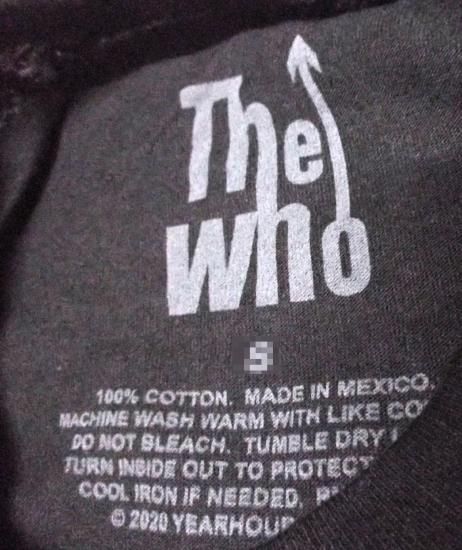 The
Who
S
100% COTTON. MADE IN MEXICO.
MACHINE WASH WARM WITH LIKE
DO NOT BLEACH. TUMBLE DRY
TURN INSIDE OUT TO PROTECT
COOL IRON IF NEEDED.
© 2020 YEARHOUR